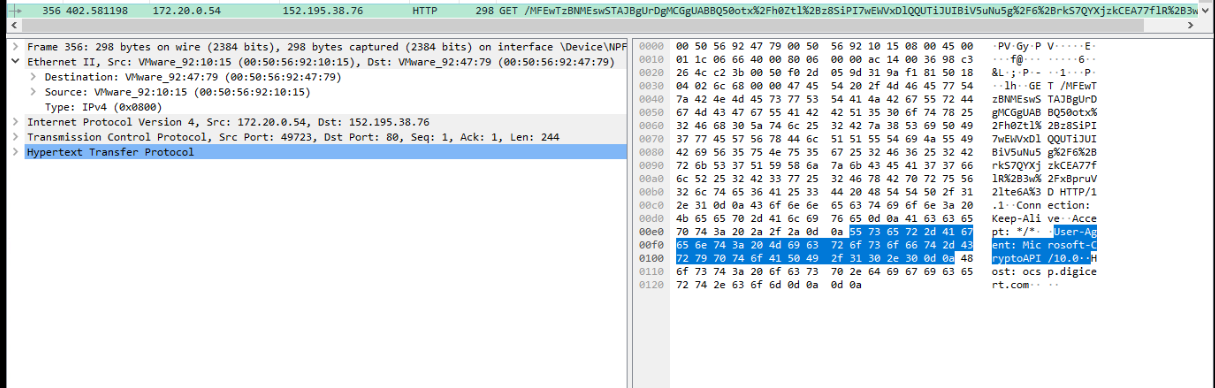 356 402.581198 172.20.0.54 152.195.38.76 HTTP 298 GET /MFEwTzBNMEswSTAJBgUrDgMCGgUABBQ50otx%2Fh0Ztl%2Bz8SiPI7wEWVxDlQQUTiJUIBiV5uNu5g%2F6%2BrkS7QYXjzkCEA77flR%2B3w
Frame 356: 298 bytes on wire (2384 bits), 298 bytes captured (2384 bits) on interface \Device\NPF
Ethernet II, Src: VMware_92:10:15 (00:50:56:92:10:15), Dst: VMware_92:47:79 (00:50:56:92:47:79)
Destination: VMware_92:47:79 (00:50:56:92:47:79)
Source: VMware_92:10:15 (00:50:56:92:10:15)
Type: IPv4 (0x0800)
Internet Protocol Version 4, Src: 172.20.0.54, Dst: 152.195.38.76
Transmission Control Protocol, Src Port: 49723, Dst Port: 80, Seq: 1, Ack: 1, Len: 244
Hypertext Transfer Protocol
0000 00 50 56 92 47 79 00 50 56 92 10 15 08 00 45 00 ·PV·Gy·P V·····E·
0010 01 1c 06 66 40 00 80 06 00 00 ac 14 00 36 98 c3 ···f@··· ·····6··
0020 26 4c c2 3b 00 50 f0 2d 05 9d 31 9a f1 81 50 18 &L·;·P·- ··1···P·
0030 04 02 6c 68 00 00 47 45 54 20 2f 4d 46 45 77 54 ··lh··GE T /MFEwT
0040 7a 42 4e 4d 45 73 77 53 54 41 4a 42 67 55 72 44 zBNMEswS TAJBgUrD
0050 67 4d 43 47 67 55 41 42 42 51 35 30 6f 74 78 25 gMCGgUAB BQ50otx%
0060 32 46 68 30 5a 74 6c 25 32 42 7a 38 53 69 50 49 2Fh0Ztl% 2Bz8SiPI
0070 37 77 45 57 56 78 44 6c 51 51 55 54 69 4a 55 49 7wEWVxDl QQUTiJUI
0080 42 69 56 35 75 4e 75 35 67 25 32 46 36 25 32 42 BiV5uNu5 g%2F6%2B
0090 72 6b 53 37 51 59 58 6a 7a 6b 43 45 41 37 37 66 rkS7QYXj zkCEA77f
00a0 6c 52 25 32 42 33 77 25 32 46 78 42 70 72 75 56 lR%2B3w% 2FxBpruV
00b0 32 6c 74 65 36 41 25 33 44 20 48 54 54 50 2f 31 2lte6A%3 D HTTP/1
00c0 2e 31 0d 0a 43 6f 6e 6e 65 63 74 69 6f 6e 3a 20 .1··Conn ection:
00d0 4b 65 65 70 2d 41 6c 69 76 65 0d 0a 41 63 63 65 Keep-Ali ve··Acce
00e0 70 74 3a 20 2a 2f 2a 0d 0a 55 73 65 72 2d 41 67 pt: */*· ·User-Ag
00f0 65 6e 74 3a 20 4d 69 63 72 6f 73 6f 66 74 2d 43 ent: Mic rosoft-C
0100 72 79 70 74 6f 41 50 49 2f 31 30 2e 30 0d 0a 48 ryptoAPI /10.0··H
0110 6f 73 74 3a 20 6f 63 73 70 2e 64 69 67 69 63 65 ost: ocs p.digice
0120 72 74 2e 63 6f 6d 0d 0a 0d 0a rt.com·· ··